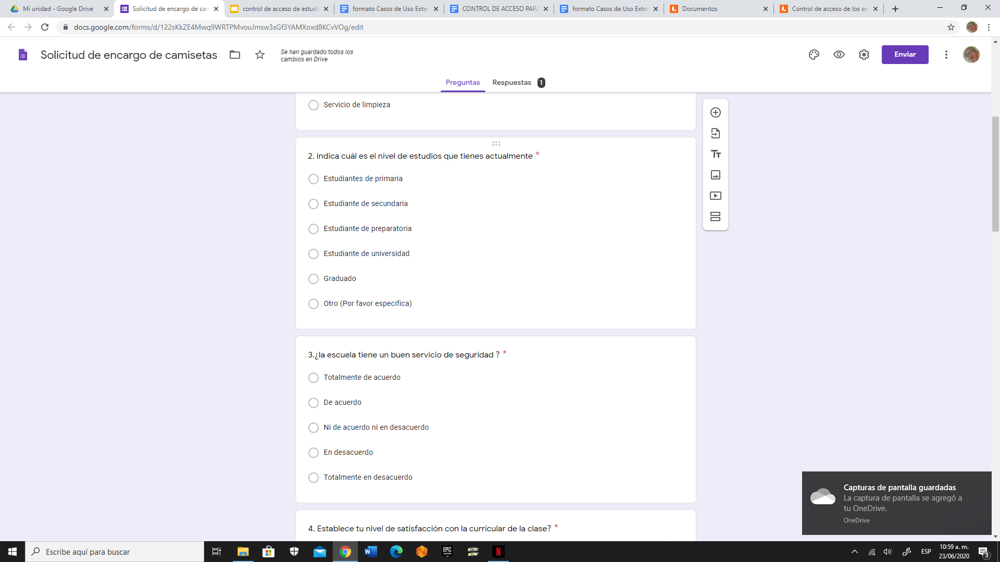 Mi unidad - Google Drive
Solicitud de encargo de can
control de acceso de estudi
formato Casos de Uso Exter
CONTROL DE ACCESO PARA
formato Casos de Uso Exter
Documentos
Control de acceso de los es
docs.google.com/forms/d/122sKkZE4Mwq9WRTPMvouJmsw3sGf3YAMXoxd8KCvVOg/edit
Solicitud de encargo de camisetas
Se han guardado todos los
cambios en Drive
Enviar
Preguntas
Respuestas 1
Servicio de limpieza
2. indica cuál es el nivel de estudios que tienes actualmente *
Estudiantes de primaria
Estudiante de secundaria
Estudiante de preparatoria
Estudiante de universidad
Graduado
Otro (Por favor especifica)
3.¿la escuela tiene un buen servicio de seguridad ? *
Totalmente de acuerdo
De acuerdo
Ni de acuerdo ni en desacuerdo
En desacuerdo
Totalmente en desacuerdo
4. Establece tu nivel de satisfacción con la curricular de la clase? *
Capturas de pantalla guardadas
La captura de pantalla se agregó a
tu OneDrive.
OneDrive
Escribe aquí para buscar
EPIC
GAMES
ESP
10:59 a. m.
23/06/2020
3